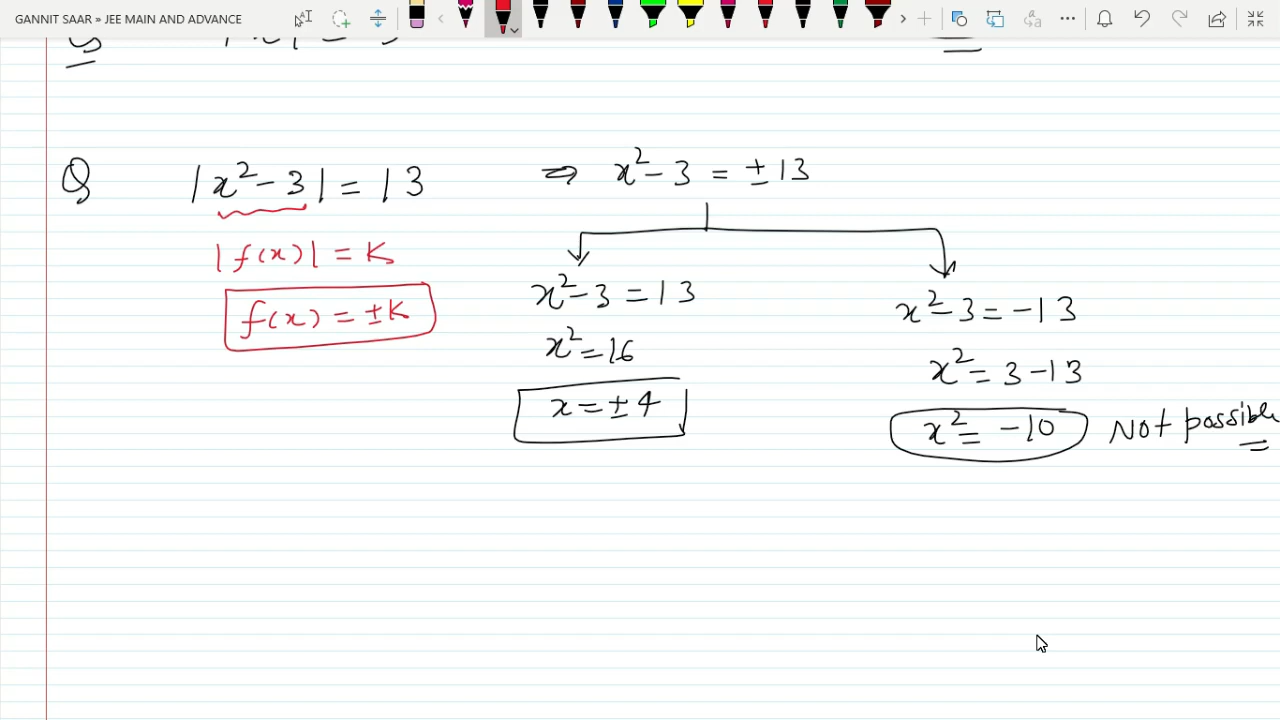 GANNIT SAAR » JEE MAIN AND ADVANCE
Q |x²-3| = 13 ⇒ x²-3 = ±13
|f(x)| = K
f(x) = ±K
x²-3 = 13
x² = 16
x = ±4
x²-3 = -13
x² = 3-13
x² = -10 Not possible